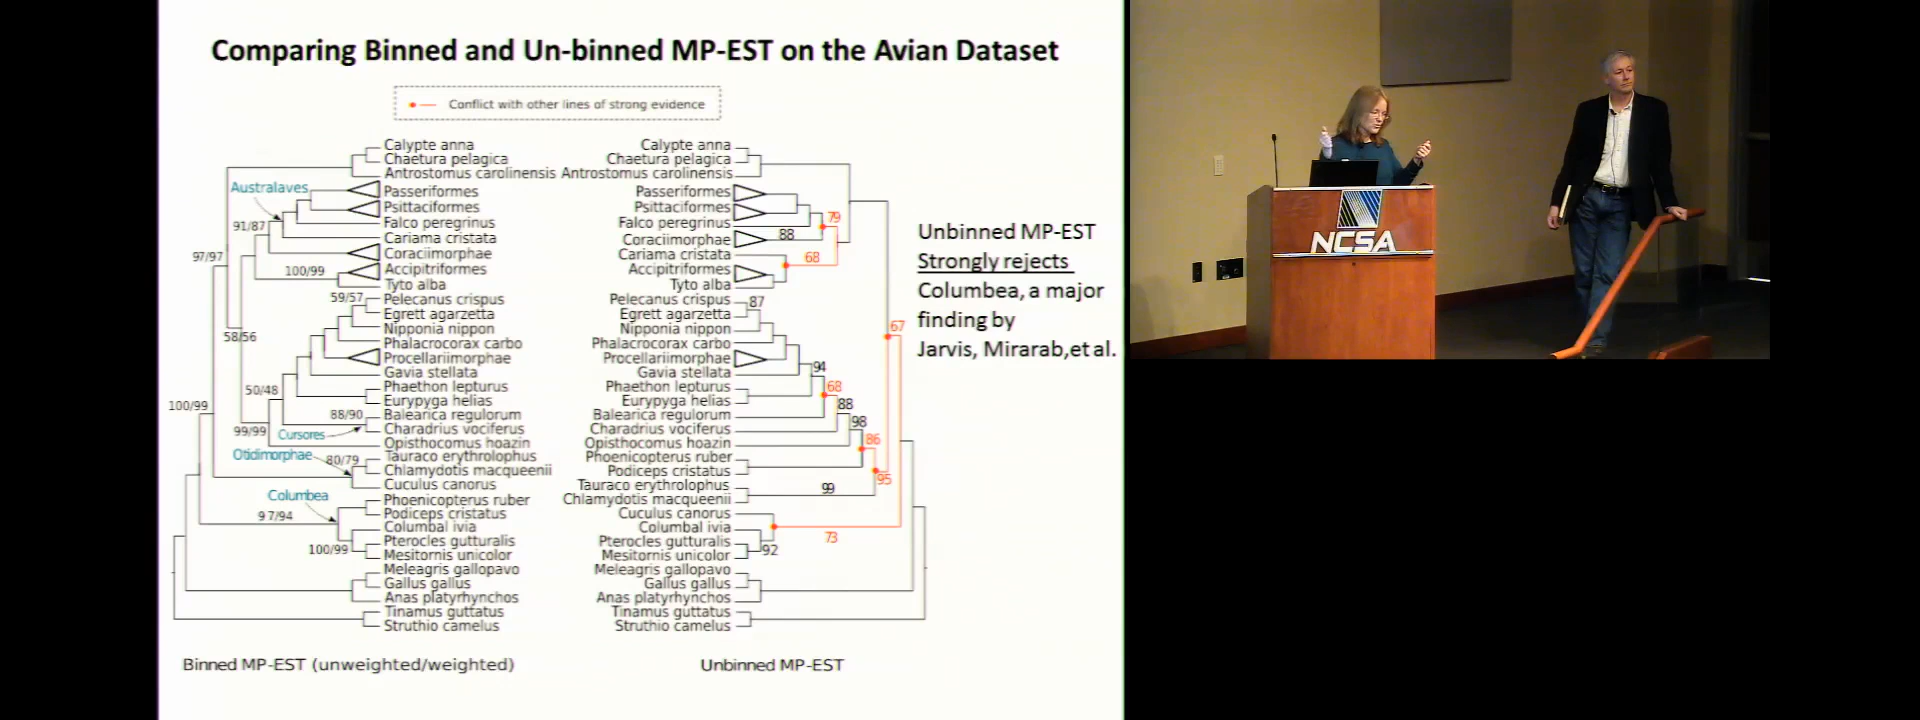 Comparing Binned and Un-binned MP-EST on the Avian Dataset
Conflict with other lines of strong evidence
Calypte anna
Chaetura pelagica
Antrostomus carolinensis
Australaves
Passeriformes
Psittaciformes
91/87
Falco peregrinus
Cariama cristata
97/97
Coraciimorphae
100/99
Accipitriformes
Tyto alba
59/57
Pelecanus crispus
Egrett agarzetta
Nipponia nippon
58/56
Phalacrocorax carbo
Procellariimorphae
Gavia stellata
50/48
Phaethon lepturus
Eurypyga helias
100/99
88/90
Balearica regulorum
99/99
Cursores
Charadrius vociferus
Opisthocomus hoazin
Otidimorphae
80/79
Tauraco erythrolophus
Chlamydotis macqueenii
Cuculus canorus
Columbea
Phoenicopterus ruber
97/94
Podiceps cristatus
Columbal ivia
Pterocles gutturalis
100/99
Mesitornis unicolor
Meleagris gallopavo
Gallus gallus
Anas platyrhynchos
Tinamus guttatus
Struthio camelus
Binned MP-EST (unweighted/weighted)
Calypte anna
Chaetura pelagica
Antrostomus carolinensis
Passeriformes
Psittaciformes
79
Falco peregrinus
88
Coraciimorphae
Cariama cristata
68
Accipitriformes
Tyto alba
Pelecanus crispus
87
Egrett agarzetta
Nipponia nippon
67
Phalacrocorax carbo
Procellariimorphae
94
Gavia stellata
68
Phaethon lepturus
Eurypyga helias
88
Balearica regulorum
98
Charadrius vociferus
86
Opisthocomus hoazin
Phoenicopterus ruber
Podiceps cristatus
95
Tauraco erythrolophus
99
Chlamydotis macqueenii
Cuculus canorus
Columbal ivia
73
Pterocles gutturalis
92
Mesitornis unicolor
Meleagris gallopavo
Gallus gallus
Anas platyrhynchos
Tinamus guttatus
Struthio camelus
Unbinned MP-EST
Unbinned MP-EST
Strongly rejects
Columbea, a major
finding by
Jarvis, Mirarab,et al.
NCSA